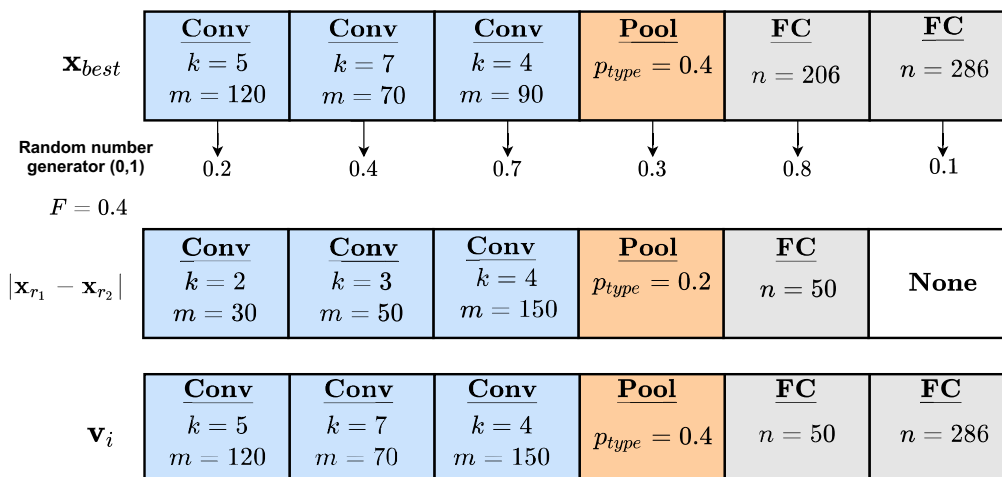 Conv Conv Conv Pool FC FC
x_best k = 5 k = 7 k = 4 p_type = 0.4 n = 206 n = 286
m = 120 m = 70 m = 90
Random number generator (0,1) 0.2 0.4 0.7 0.3 0.8 0.1
F = 0.4
Conv Conv Conv Pool FC
|x_r₁ − x_r₂| k = 2 k = 3 k = 4 p_type = 0.2 n = 50 None
m = 30 m = 50 m = 150
Conv Conv Conv Pool FC FC
v_i k = 5 k = 7 k = 4 p_type = 0.4 n = 50 n = 286
m = 120 m = 70 m = 150